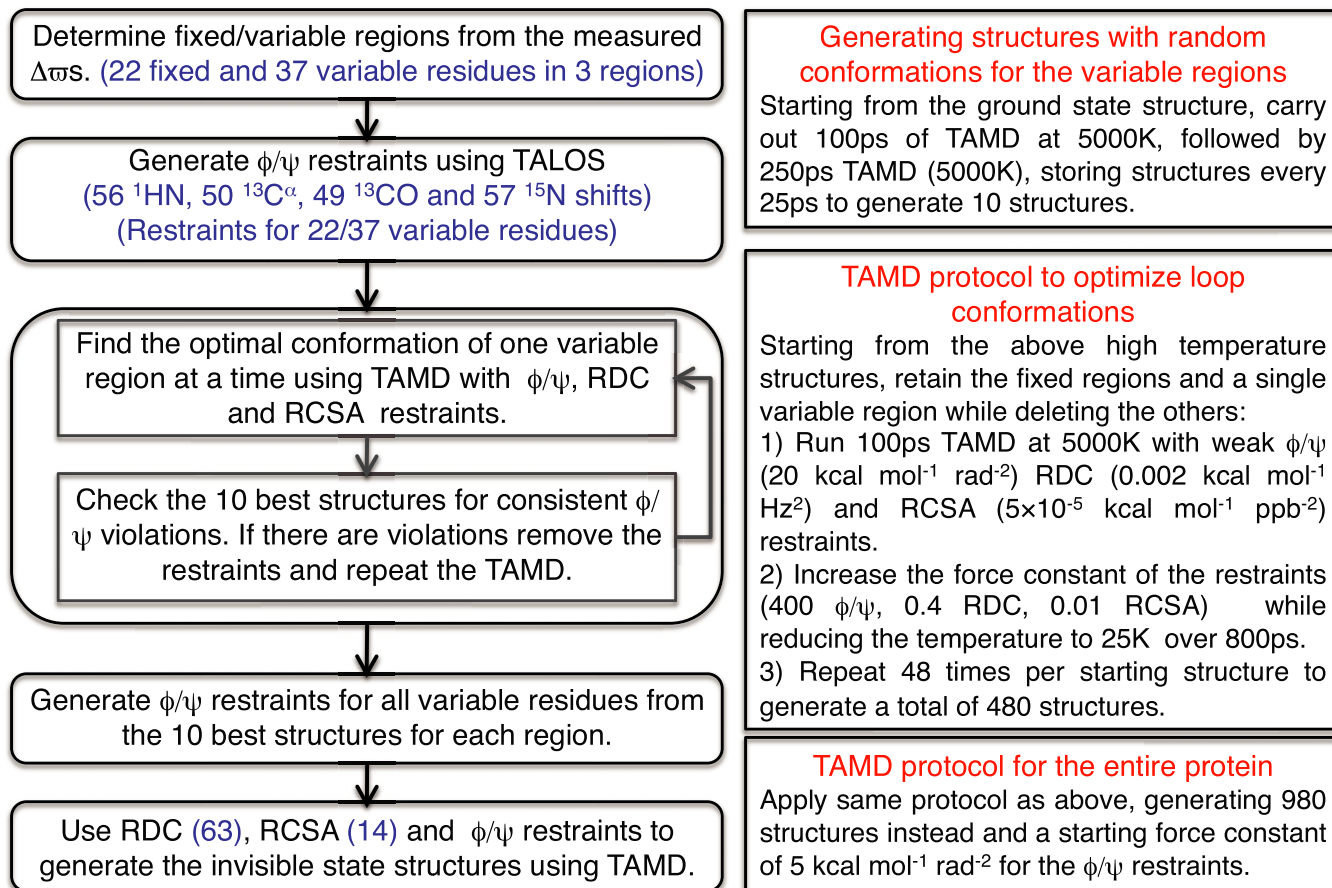 Determine fixed/variable regions from the measured
Δϖs. (22 fixed and 37 variable residues in 3 regions)
Generate ϕ/ψ restraints using TALOS
(56 ¹HN, 50 ¹³Cᵅ, 49 ¹³CO and 57 ¹⁵N shifts)
(Restraints for 22/37 variable residues)
Find the optimal conformation of one variable
region at a time using TAMD with ϕ/ψ, RDC
and RCSA restraints.
Check the 10 best structures for consistent ϕ/
ψ violations. If there are violations remove the
restraints and repeat the TAMD.
Generate ϕ/ψ restraints for all variable residues from
the 10 best structures for each region.
Use RDC (63), RCSA (14) and ϕ/ψ restraints to
generate the invisible state structures using TAMD.
Generating structures with random
conformations for the variable regions
Starting from the ground state structure, carry
out 100ps of TAMD at 5000K, followed by
250ps TAMD (5000K), storing structures every
25ps to generate 10 structures.
TAMD protocol to optimize loop
conformations
Starting from the above high temperature
structures, retain the fixed regions and a single
variable region while deleting the others:
1) Run 100ps TAMD at 5000K with weak ϕ/ψ
(20 kcal mol⁻¹ rad⁻²) RDC (0.002 kcal mol⁻¹
Hz²) and RCSA (5×10⁻⁵ kcal mol⁻¹ ppb⁻²)
restraints.
2) Increase the force constant of the restraints
(400 ϕ/ψ, 0.4 RDC, 0.01 RCSA) while
reducing the temperature to 25K over 800ps.
3) Repeat 48 times per starting structure to
generate a total of 480 structures.
TAMD protocol for the entire protein
Apply same protocol as above, generating 980
structures instead and a starting force constant
of 5 kcal mol⁻¹ rad⁻² for the ϕ/ψ restraints.